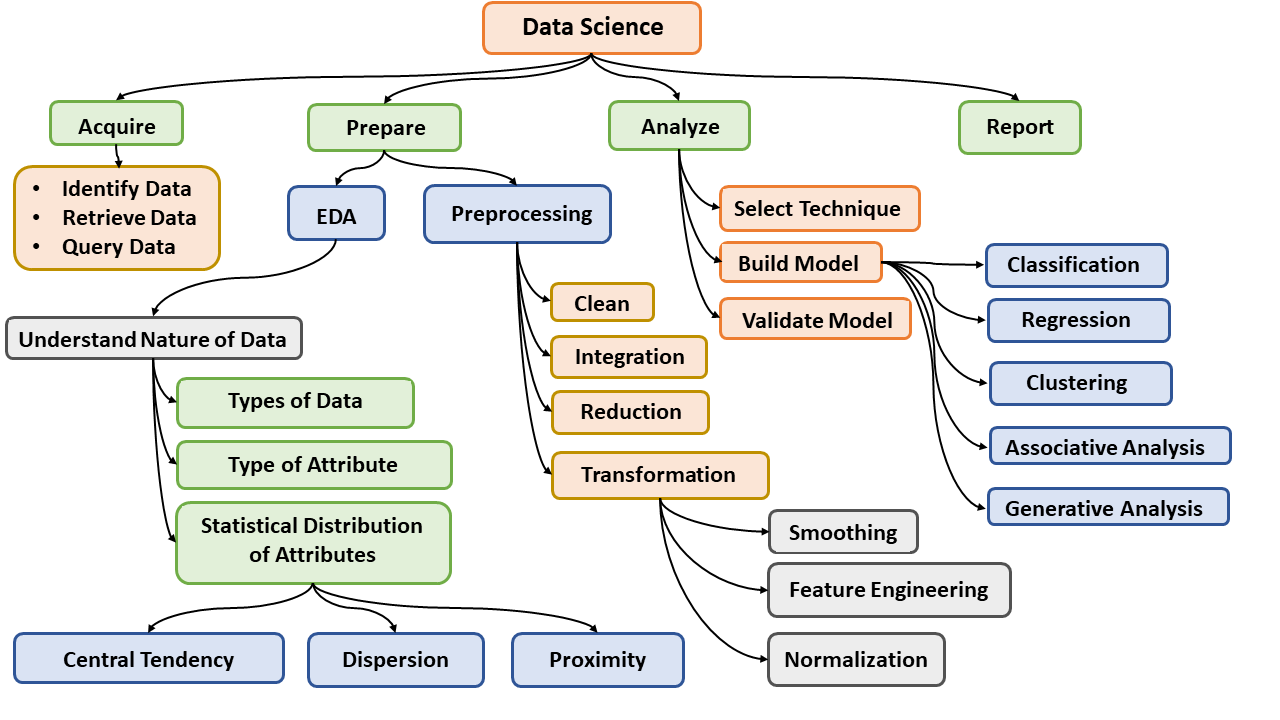 Data Science
Acquire
Prepare
Analyze
Report
• Identify Data
• Retrieve Data
• Query Data
EDA
Preprocessing
Select Technique
Build Model
Validate Model
Classification
Regression
Clustering
Associative Analysis
Generative Analysis
Clean
Integration
Reduction
Transformation
Understand Nature of Data
Types of Data
Type of Attribute
Statistical Distribution
of Attributes
Smoothing
Feature Engineering
Normalization
Central Tendency
Dispersion
Proximity